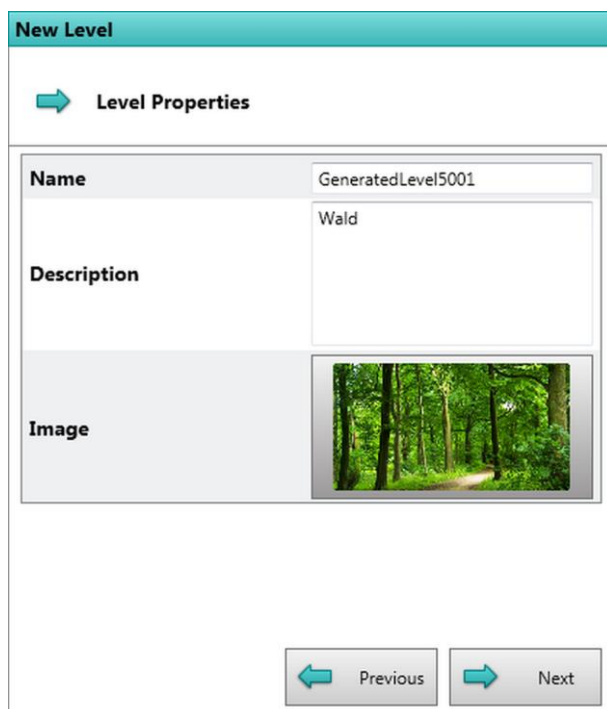 New Level
Level Properties
Name
GeneratedLevel5001
Description
Wald
Image
Previous
Next